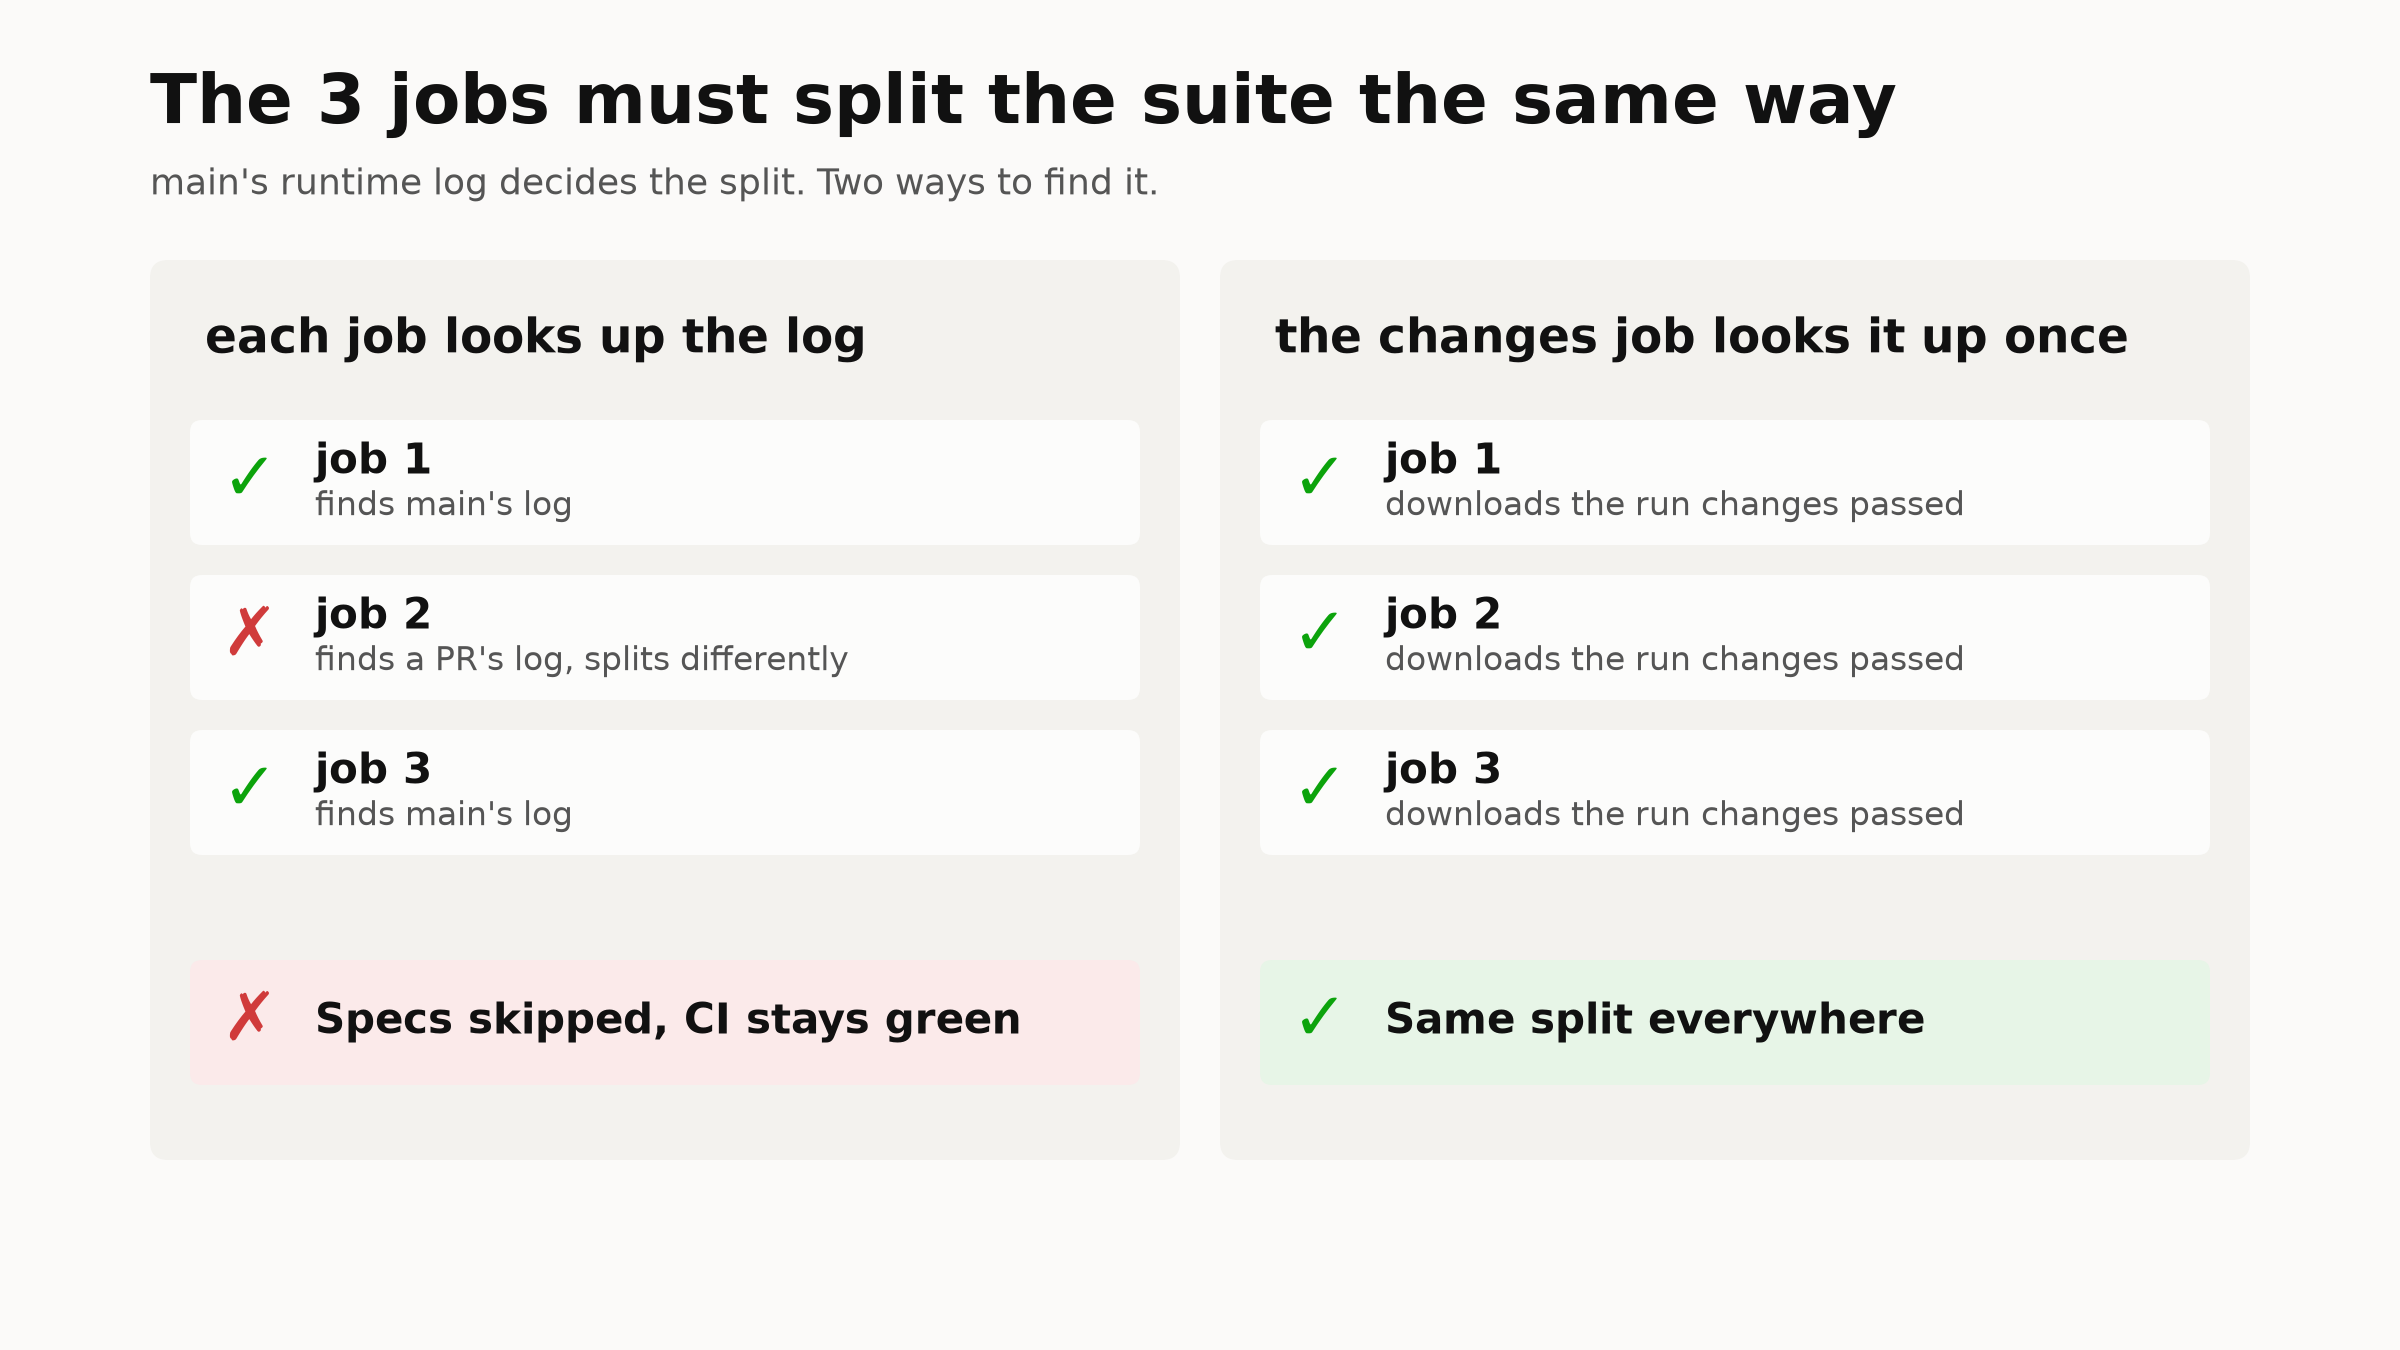 The 3 jobs must split the suite the same way
main's runtime log decides the split. Two ways to find it.
each job looks up the log
✓ job 1
finds main's log
✗ job 2
finds a PR's log, splits differently
✓ job 3
finds main's log
✗ Specs skipped, CI stays green
the changes job looks it up once
✓ job 1
downloads the run changes passed
✓ job 2
downloads the run changes passed
✓ job 3
downloads the run changes passed
✓ Same split everywhere